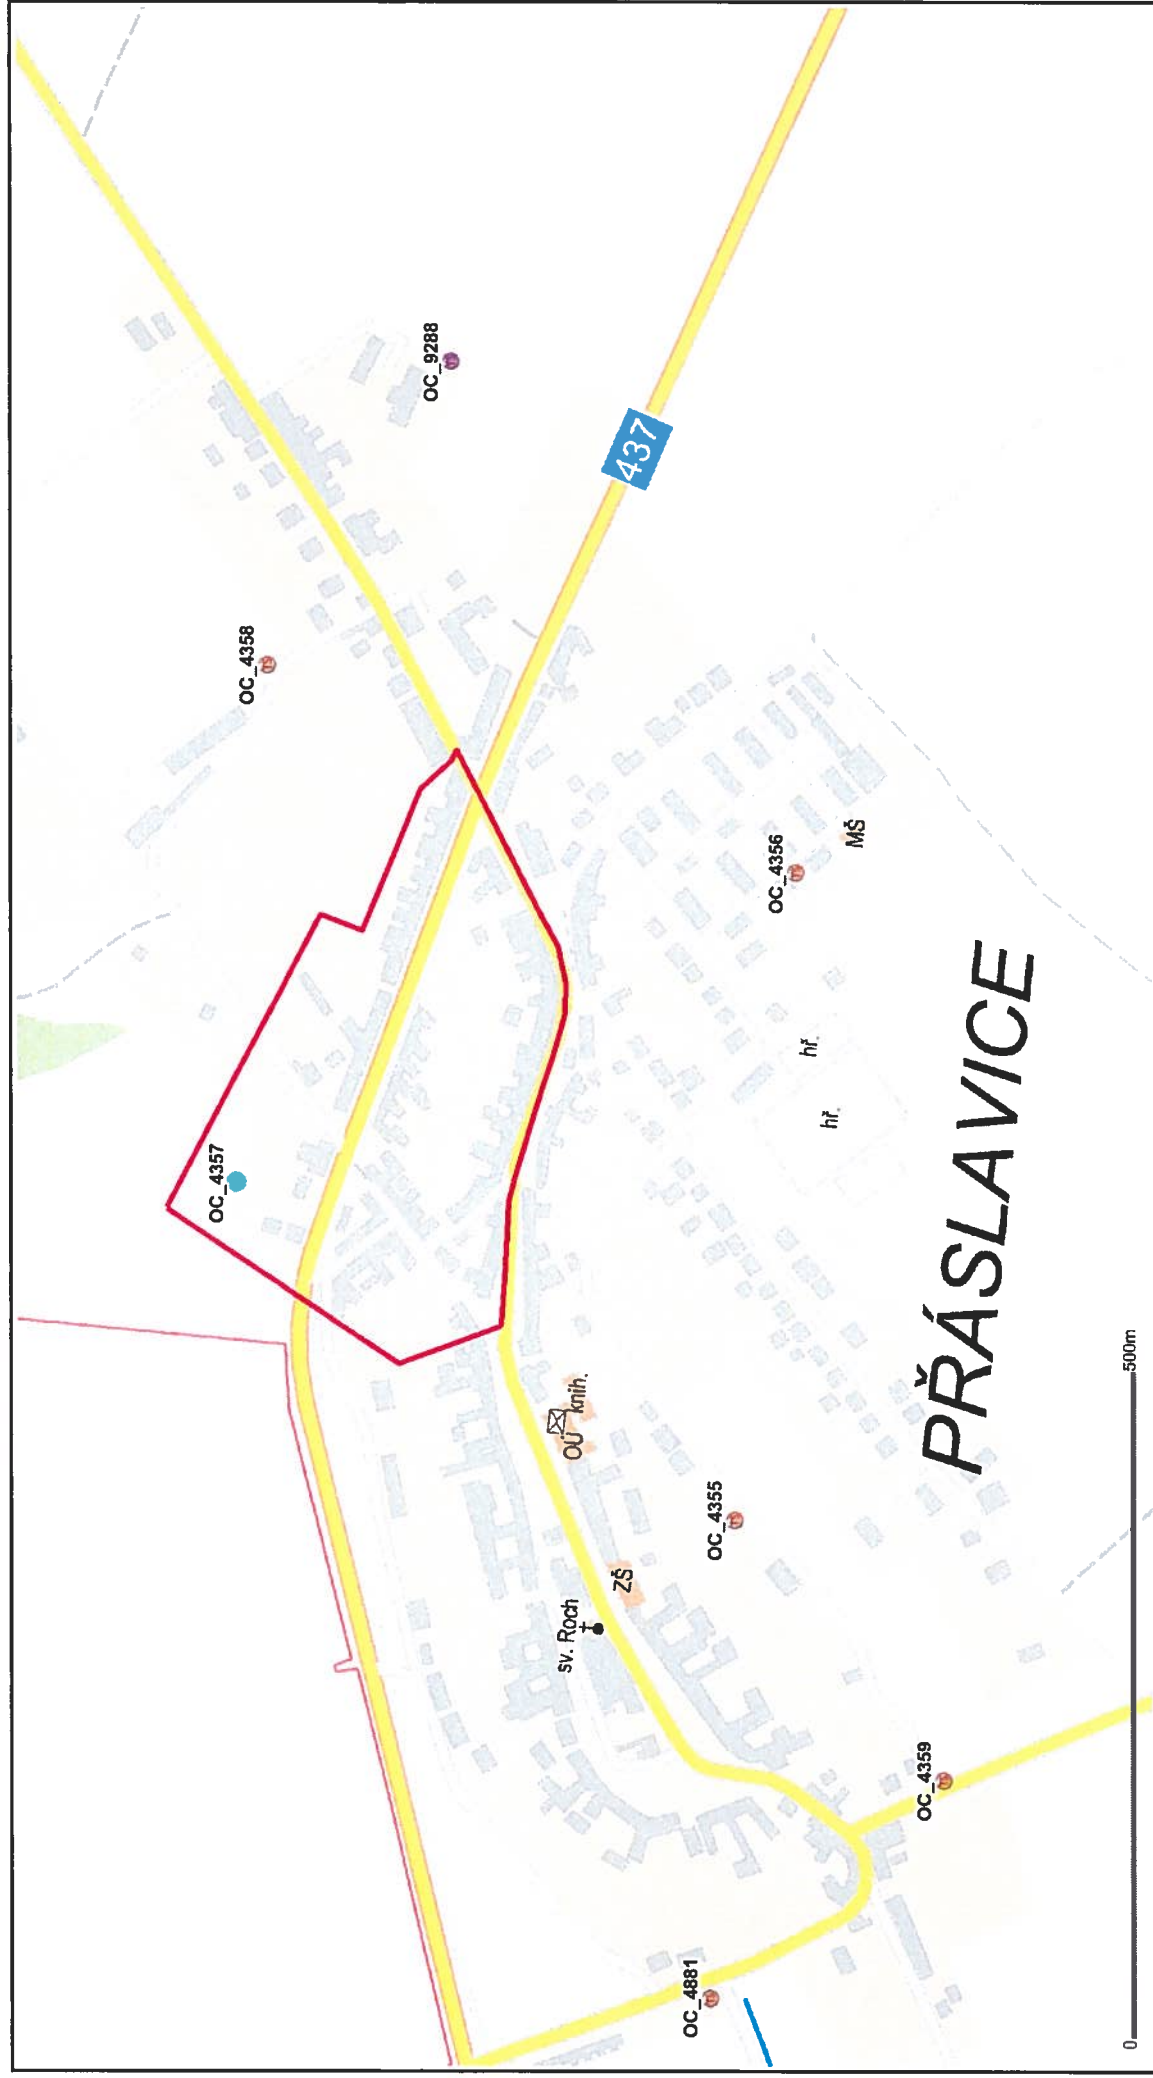 OC_9288
OC_4358
437
OC_4357
OC_4356
MŠ
hř.
hř.
PŘÁSLAVICE
OÚ
knih.
OC_4355
ZŠ
sv. Roch
OC_4359
OC_4881
0
500m